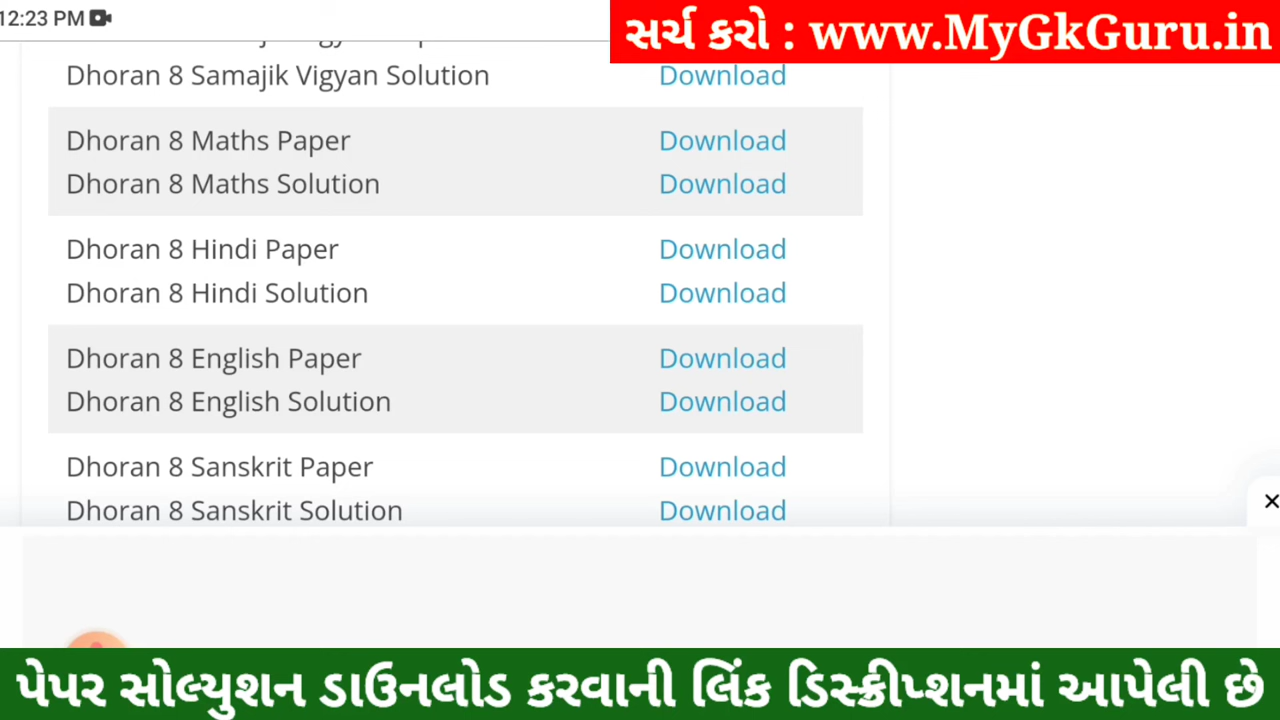 12:23 PM
સર્ચ કરો : www.MyGkGuru.in
Dhoran 8 Samajik Vigyan Solution Download
Dhoran 8 Maths Paper Download
Dhoran 8 Maths Solution Download
Dhoran 8 Hindi Paper Download
Dhoran 8 Hindi Solution Download
Dhoran 8 English Paper Download
Dhoran 8 English Solution Download
Dhoran 8 Sanskrit Paper Download
Dhoran 8 Sanskrit Solution Download
પેપર સોલ્યુશન ડાઉનલોડ કરવાની લિંક ડિસ્ક્રીપ્શનમાં આપેલી છે